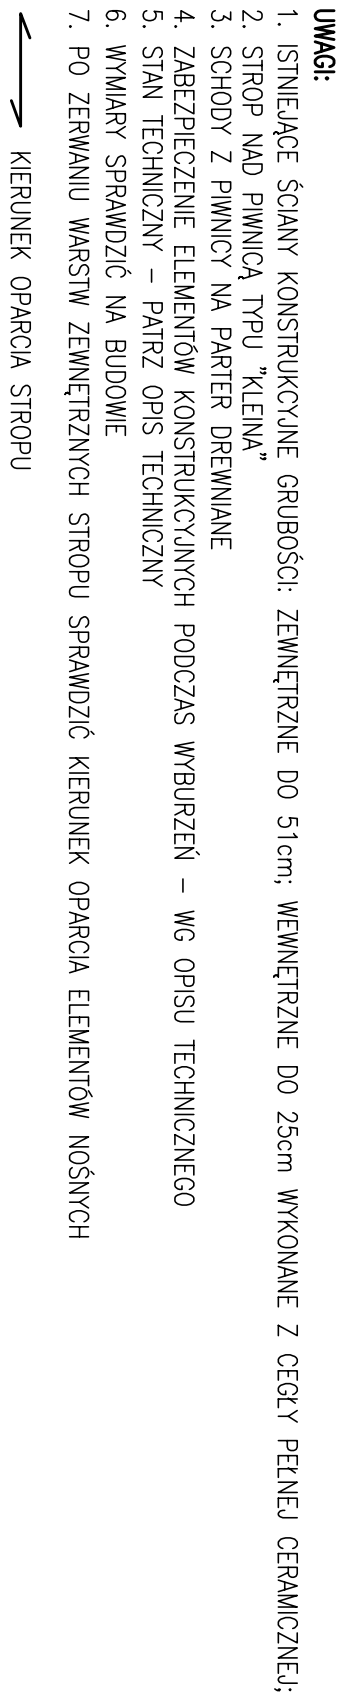 UWAGI:
1. ISTNIEJĄCE ŚCIANY KONSTRUKCYJNE GRUBOŚCI: ZEWNĘTRZNE DO 51cm; WEWNĘTRZNE DO 25cm WYKONANE Z CEGŁY PEŁNEJ CERAMICZNEJ;
2. STROP NAD PIWNICĄ TYPU "KLEINA"
3. SCHODY Z PIWNICY NA PARTER DREWNIANE
4. ZABEZPIECZENIE ELEMENTÓW KONSTRUKCYJNYCH PODCZAS WYBURZEŃ – WG OPISU TECHNICZNEGO
5. STAN TECHNICZNY – PATRZ OPIS TECHNICZNY
6. WYMIARY SPRAWDZIĆ NA BUDOWIE
7. PO ZERWANIU WARSTW ZEWNĘTRZNYCH STROPU SPRAWDZIĆ KIERUNEK OPARCIA ELEMENTÓW NOŚNYCH
KIERUNEK OPARCIA STROPU